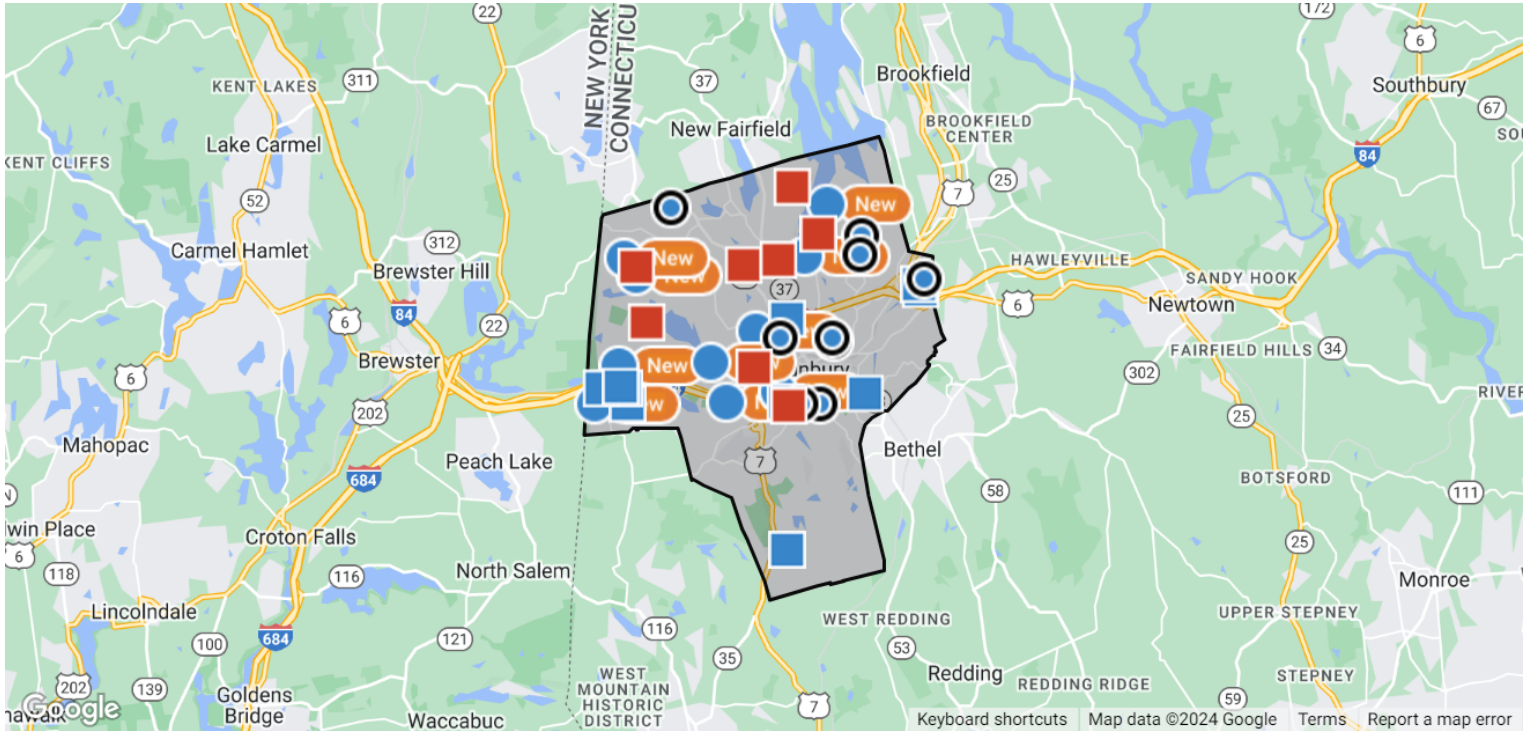 22
172
6
NEW YORK
CONNECTICU
Brookfield
Southbury
311
37
KENT LAKES
67
New Fairfield
BROOKFIELD
CENTER
Lake Carmel
84
KENT CLIFFS
25
7
52
New
312
Carmel Hamlet
HAWLEYVILLE
Brewster Hill
New
SANDY HOOK
New
37
6
Newtown
84
6
22
Brewster
FAIRFIELD HILLS
34
New
302
6
202
25
Mahopac
Bethel
Peach Lake
7
684
BOTSFORD
58
111
Croton Falls
25
6
118
116
North Salem
Monroe
Lincolndale
UPPER STEPNEY
WEST REDDING
100
684
121
116
53
35
Redding
REDDING RIDGE
STEPNEY
202
139
Goldens
Bridge
WEST
MOUNTAIN
HISTORIC
DISTRICT
59
7
Google
Waccabuc
Keyboard shortcuts
Map data ©2024 Google
Terms
Report a map error